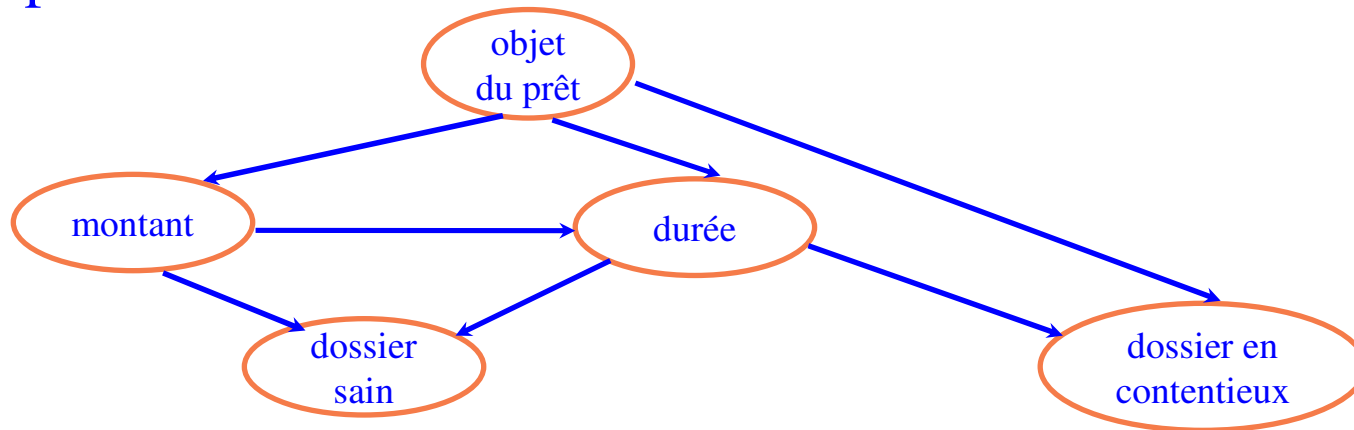 objet
du prêt
montant
durée
dossier
sain
dossier en
contentieux